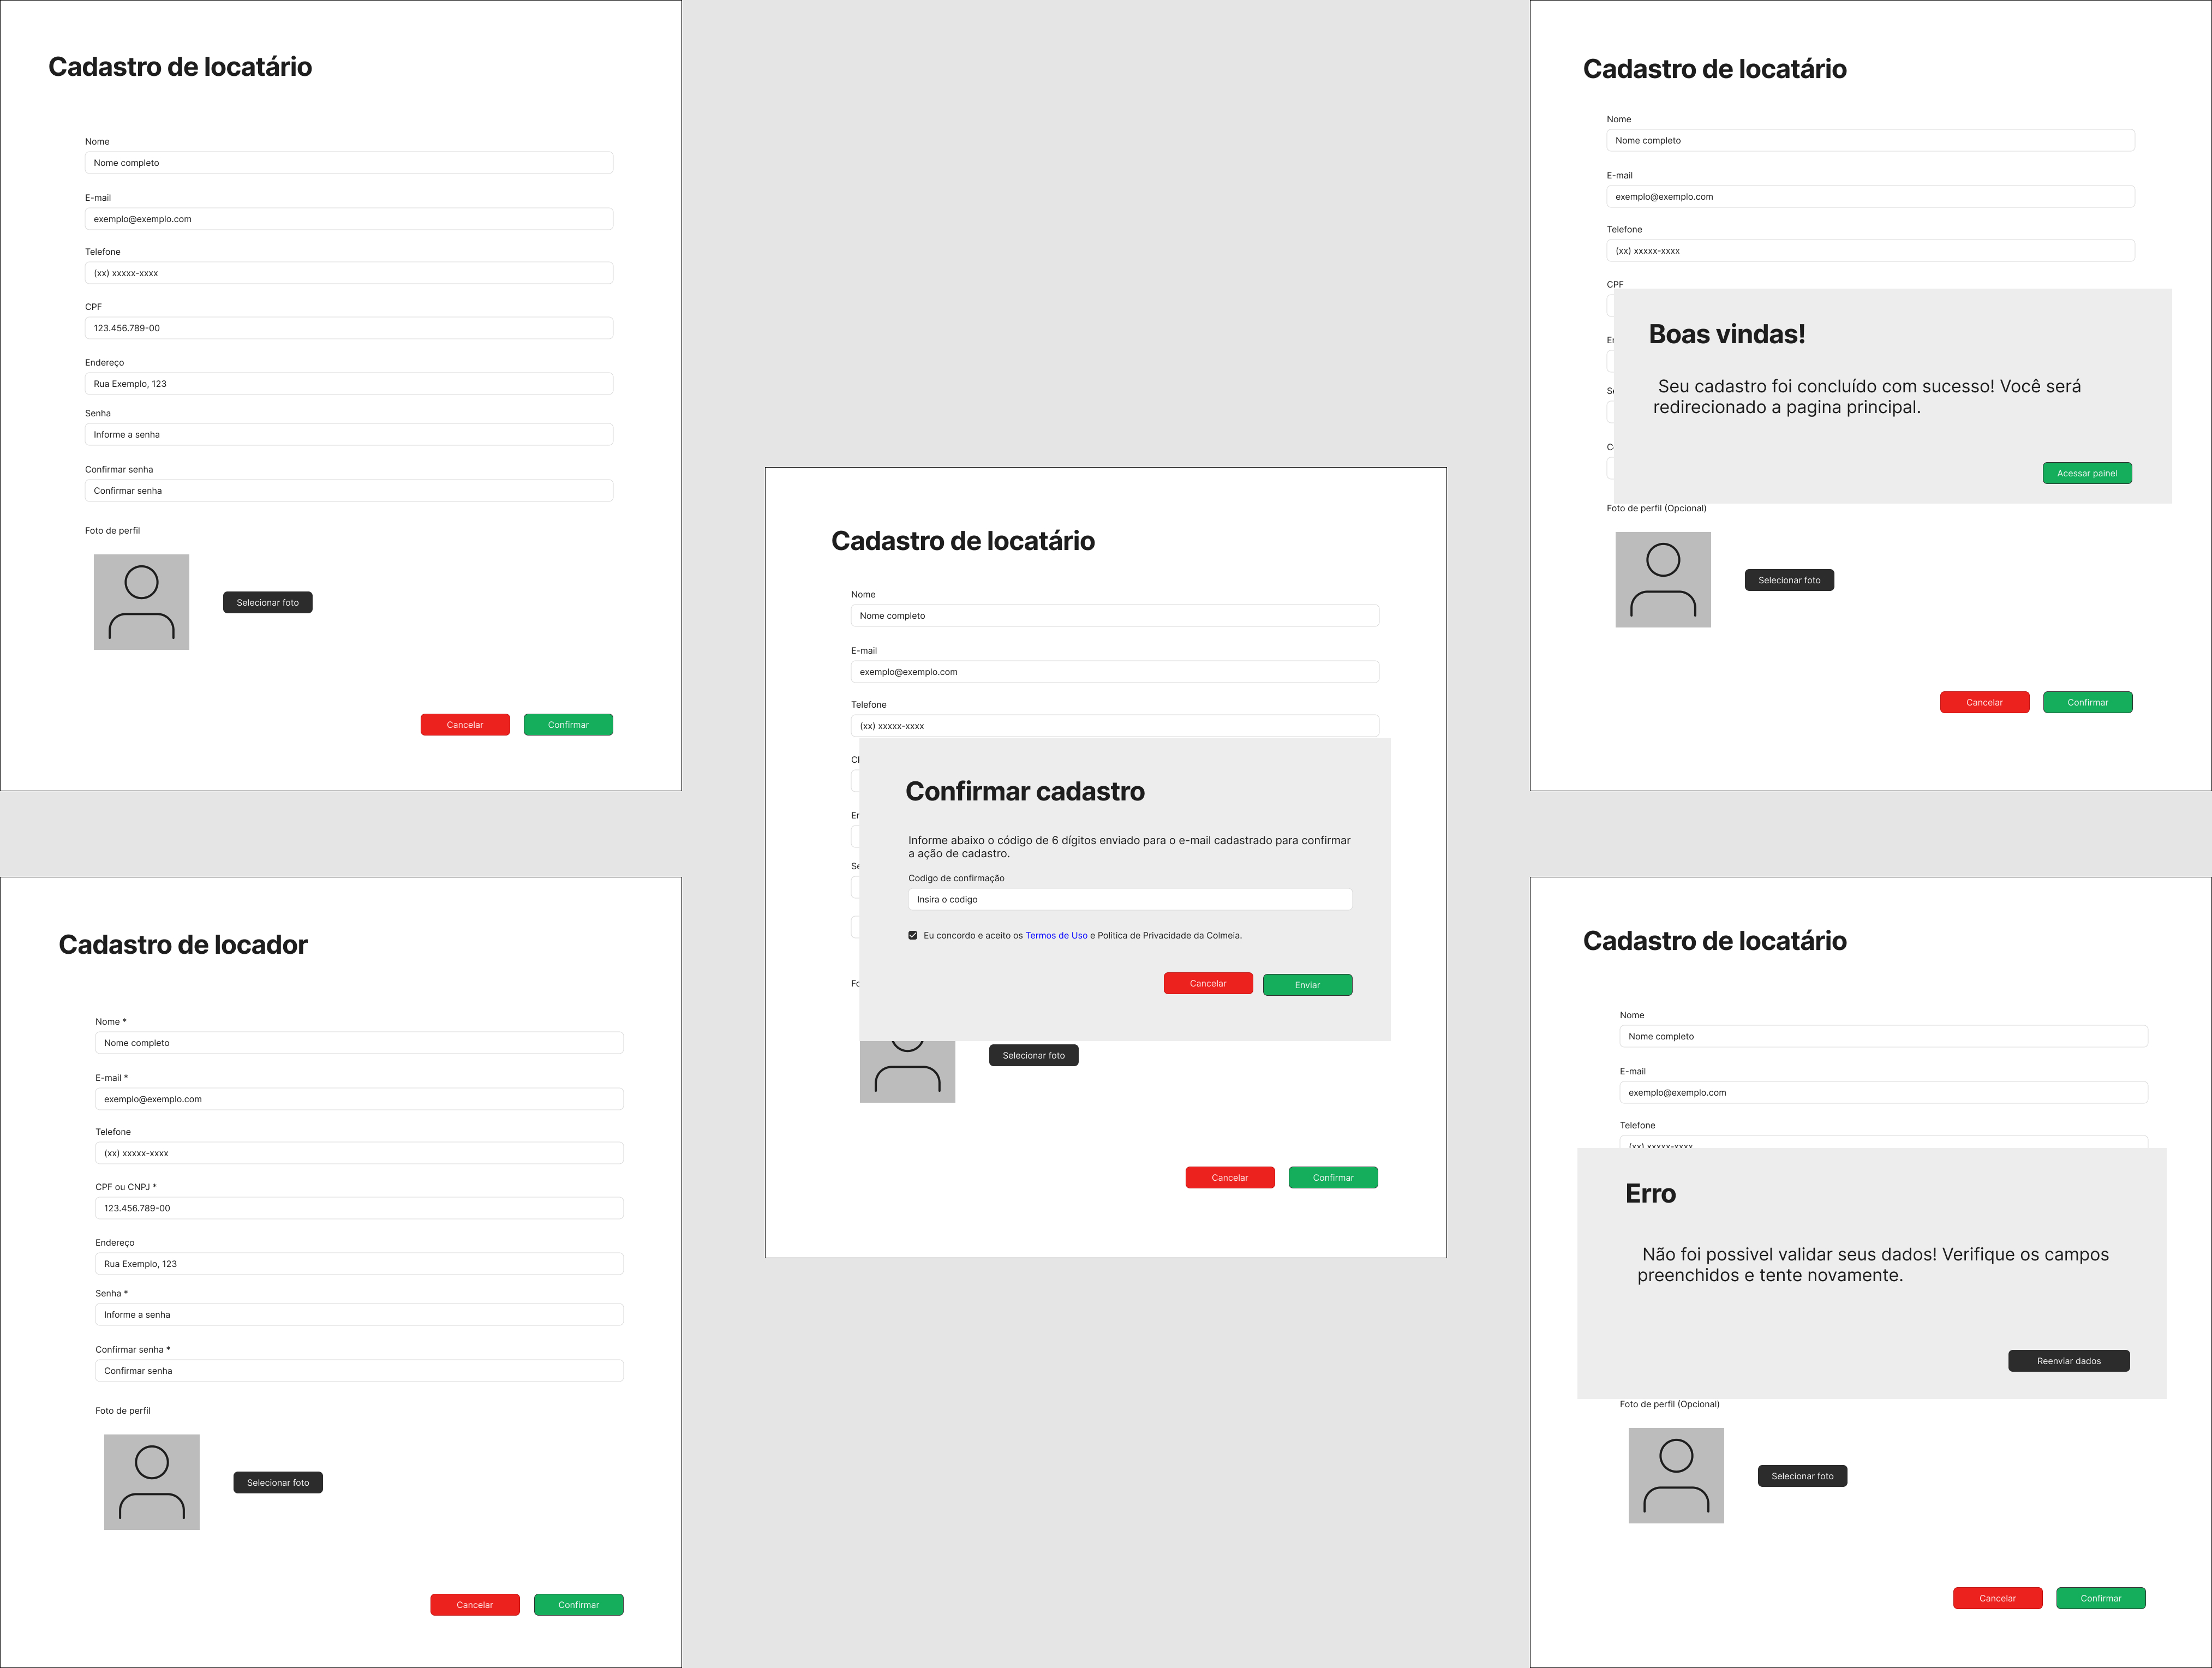 Cadastro de locatário
Nome
Nome completo
E-mail
exemplo@exemplo.com
Telefone
(xx) xxxxx-xxxx
CPF
123.456.789-00
Endereço
Rua Exemplo, 123
Senha
Informe a senha
Confirmar senha
Confirmar senha
Foto de perfil
Selecionar foto
Cancelar
Confirmar
Cadastro de locador
Nome *
Nome completo
E-mail *
exemplo@exemplo.com
Telefone
(xx) xxxxx-xxxx
CPF ou CNPJ *
123.456.789-00
Endereço
Rua Exemplo, 123
Senha *
Informe a senha
Confirmar senha *
Confirmar senha
Foto de perfil
Selecionar foto
Cancelar
Confirmar
Cadastro de locatário
Nome
Nome completo
E-mail
exemplo@exemplo.com
Telefone
(xx) xxxxx-xxxx
Confirmar cadastro
Informe abaixo o código de 6 dígitos enviado para o e-mail cadastrado para confirmar
a ação de cadastro.
Codigo de confirmação
Insira o codigo
Eu concordo e aceito os Termos de Uso e Politica de Privacidade da Colmeia.
Cancelar
Enviar
Selecionar foto
Cancelar
Confirmar
Cadastro de locatário
Nome
Nome completo
E-mail
exemplo@exemplo.com
Telefone
(xx) xxxxx-xxxx
CPF
Boas vindas!
Seu cadastro foi concluído com sucesso! Você será
redirecionado a pagina principal.
Acessar painel
Foto de perfil (Opcional)
Selecionar foto
Cancelar
Confirmar
Cadastro de locatário
Nome
Nome completo
E-mail
exemplo@exemplo.com
Telefone
(xx) xxxxx-xxxx
Erro
Não foi possivel validar seus dados! Verifique os campos
preenchidos e tente novamente.
Reenviar dados
Foto de perfil (Opcional)
Selecionar foto
Cancelar
Confirmar